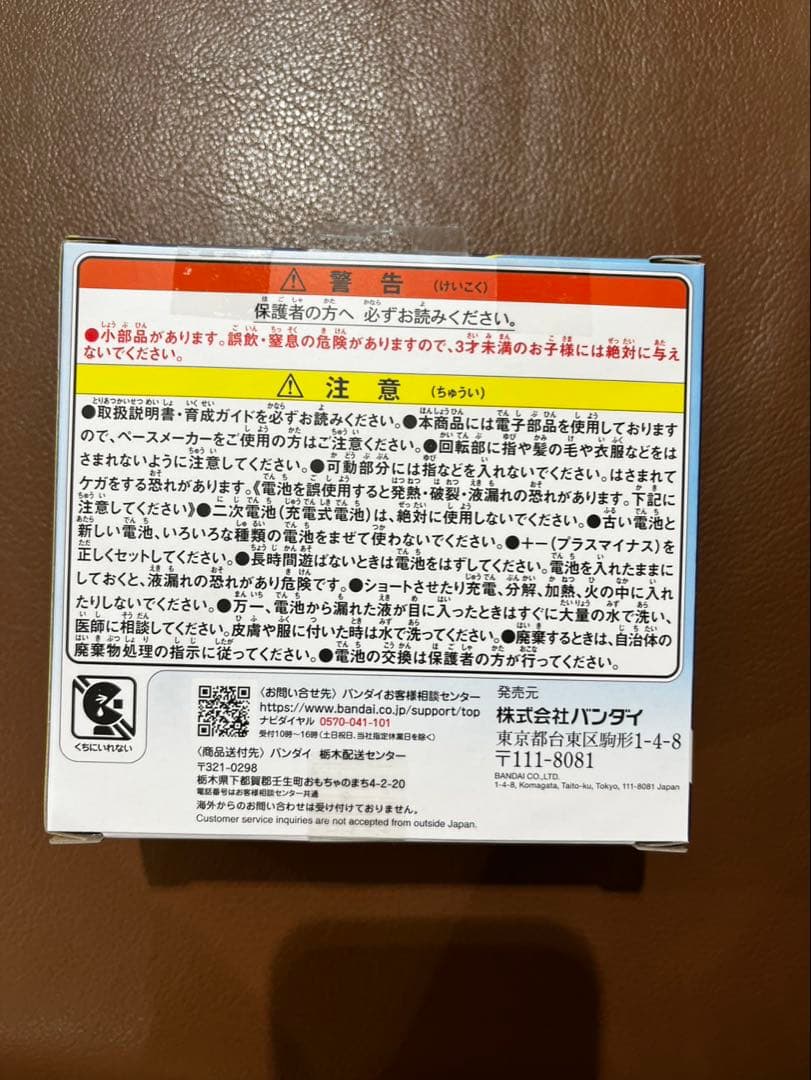 警告 (けいこく)
保護者の方へ 必ずお読みください。
●小部品があります。誤飲・窒息の危険がありますので、3才未満のお子様には絶対に与え
ないでください。
注意 (ちゅうい)
●取扱説明書・育成ガイドを必ずお読みください。●本商品には電子部品を使用しております
ので、ペースメーカーをご使用の方はご注意ください。●回転部に指や髪の毛や衣服などをは
さまれないように注意してください。●可動部分には指などを入れないでください。はさまれて
ケガをする恐れがあります。《電池を誤使用すると発熱・破裂・液漏れの恐れがあります。下記に
注意してください》●二次電池(充電式電池)は、絶対に使用しないでください。●古い電池と
新しい電池、いろいろな種類の電池をまぜて使わないでください。●＋－(プラスマイナス)を
正しくセットしてください。●長時間遊ばないときは電池をはずしてください。電池を入れたままに
しておくと、液漏れの恐れがあり危険です。●ショートさせたり充電、分解、加熱、火の中に入れ
たりしないでください。●万一、電池から漏れた液が目に入ったときはすぐに大量の水で洗い、
医師に相談してください。皮膚や服に付いた時は水で洗ってください。●廃棄するときは、自治体の
廃棄物処理の指示に従ってください。●電池の交換は保護者の方が行ってください。
くちにいれない
〈お問い合せ先〉バンダイお客様相談センター
https://www.bandai.co.jp/support/top
ナビダイヤル 0570-041-101
受付10時～16時(土日祝日、当社指定休業日を除く)
〈商品送付先〉バンダイ 栃木配送センター
〒321-0298
栃木県下都賀郡壬生町おもちゃのまち4-2-20
電話番号はお客様相談センター共通
海外からのお問い合わせは受け付けておりません。
Customer service inquiries are not accepted from outside Japan.
発売元
株式会社バンダイ
東京都台東区駒形1-4-8
〒111-8081
BANDAI CO.,LTD.
1-4-8, Komagata, Taito-ku, Tokyo, 111-8081 Japan